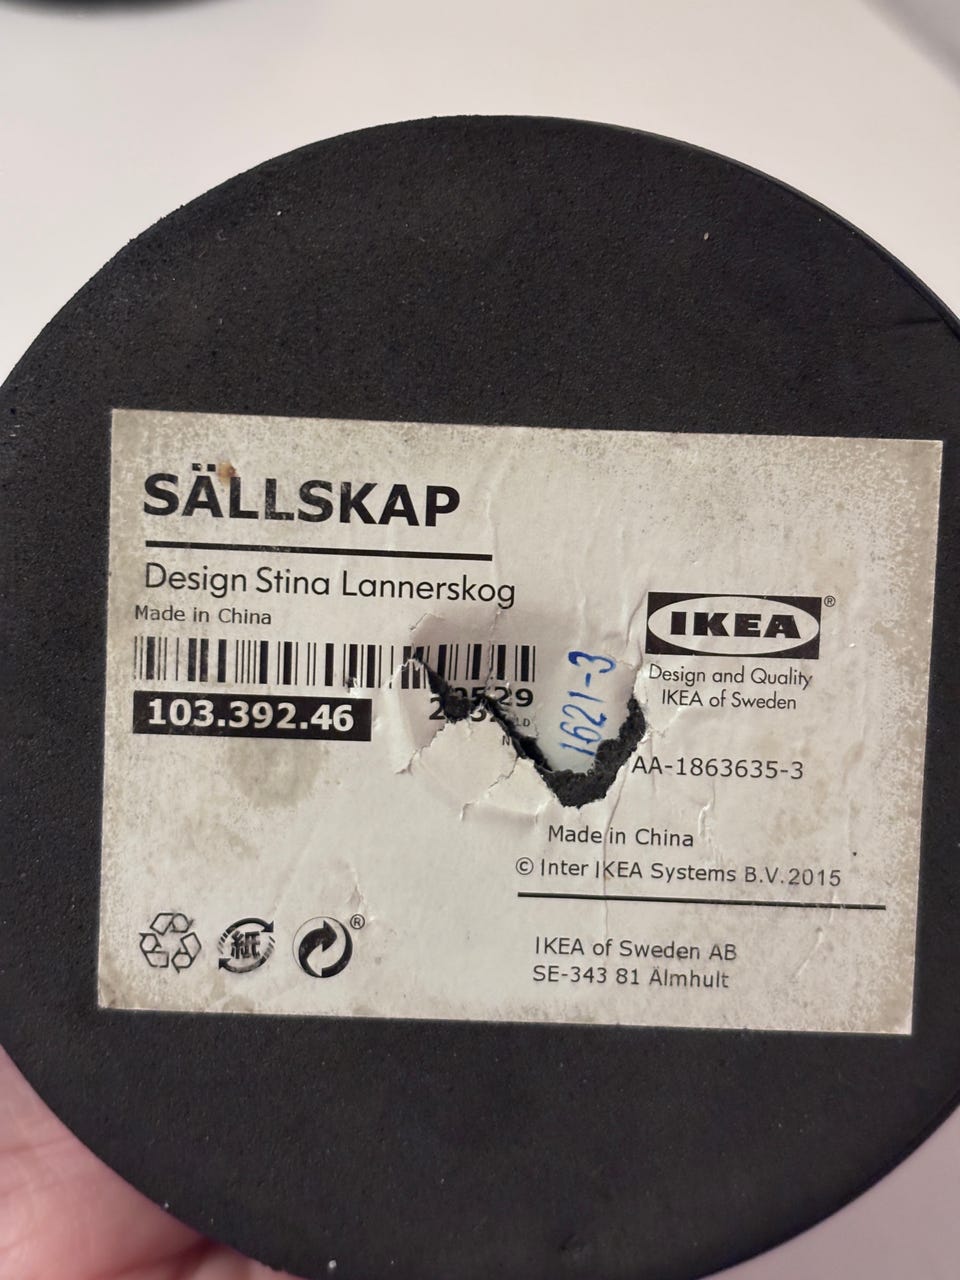 SÄLLSKAP
Design Stina Lannerskog
Made in China
103.392.46
1621-3
IKEA®
Design and Quality
IKEA of Sweden
AA-1863635-3
Made in China
© Inter IKEA Systems B.V. 2015
紙
®
IKEA of Sweden AB
SE-343 81 Älmhult